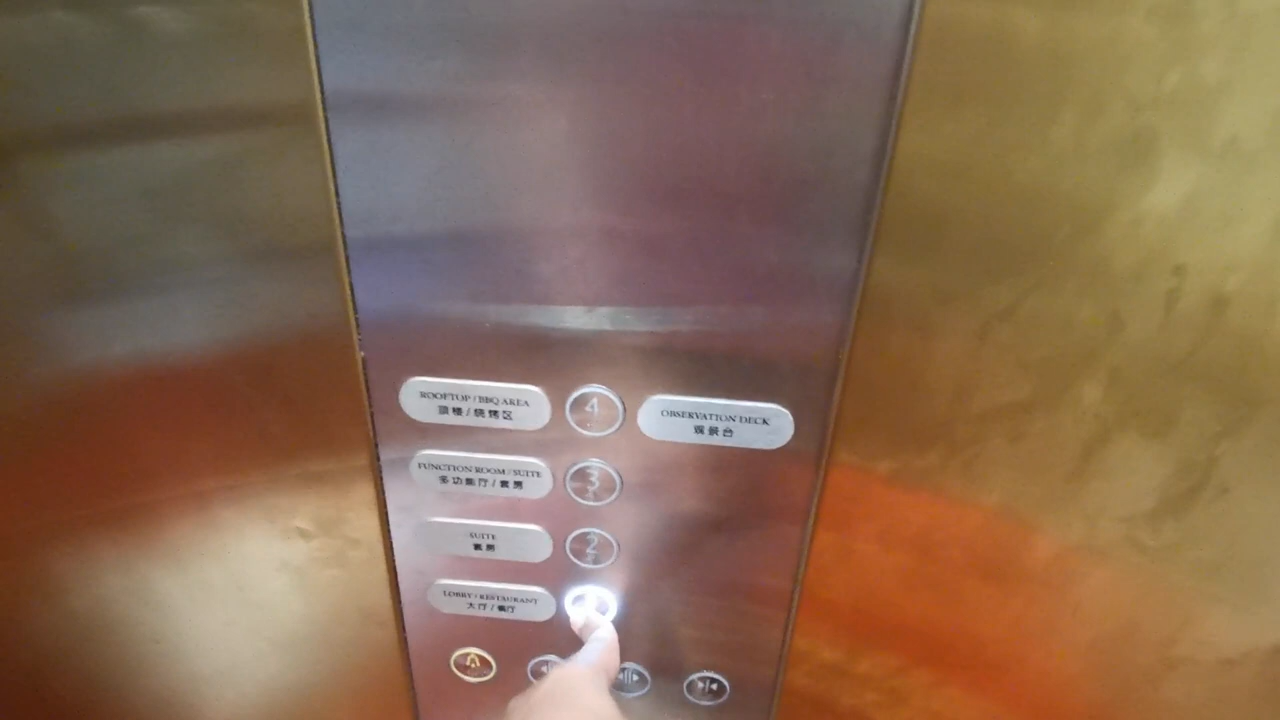 ROOFTOP / BBQ AREA
顶楼/烧烤区
4
OBSERVATION DECK
观景台
FUNCTION ROOM / SUITE
多功能厅/套房
3
SUITE
套房
2
LOBBY / RESTAURANT
大厅/餐厅